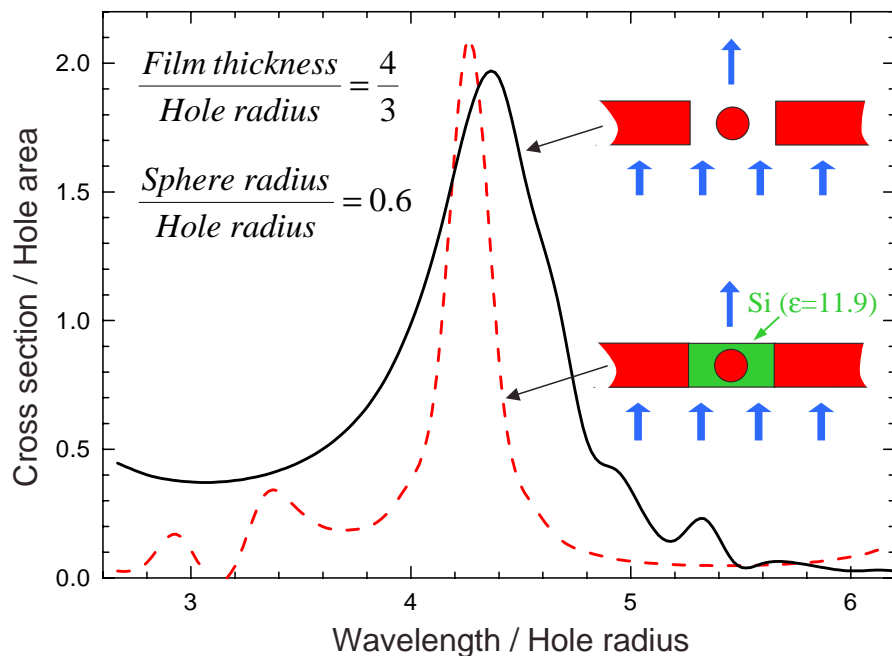 Film thickness / Hole radius = 4 / 3
Sphere radius / Hole radius = 0.6
Si (ε=11.9)
Cross section / Hole area
2.0
1.5
1.0
0.5
0.0
3 4 5 6
Wavelength / Hole radius